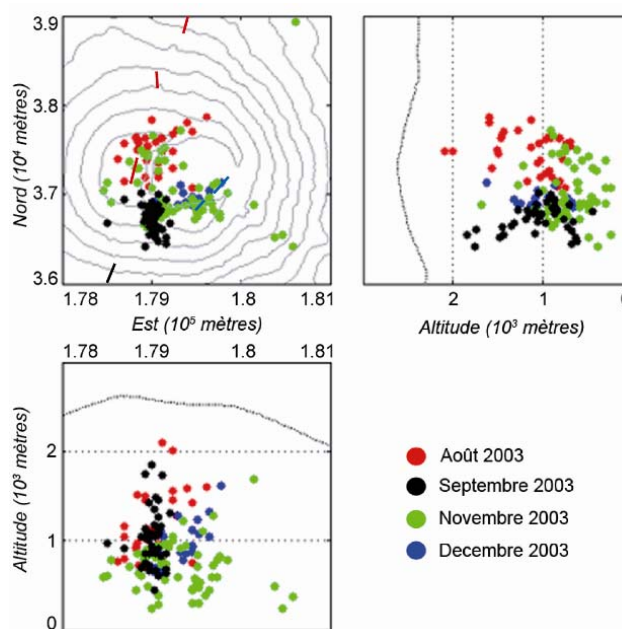 3.9
3.8
3.7
3.6
Nord (10⁴ mètres)
1.78 1.79 1.8 1.81
Est (10⁵ mètres)
2 1 0
Altitude (10³ mètres)
1.78 1.79 1.8 1.81
2
1
0
Altitude (10³ mètres)
Août 2003
Septembre 2003
Novembre 2003
Decembre 2003